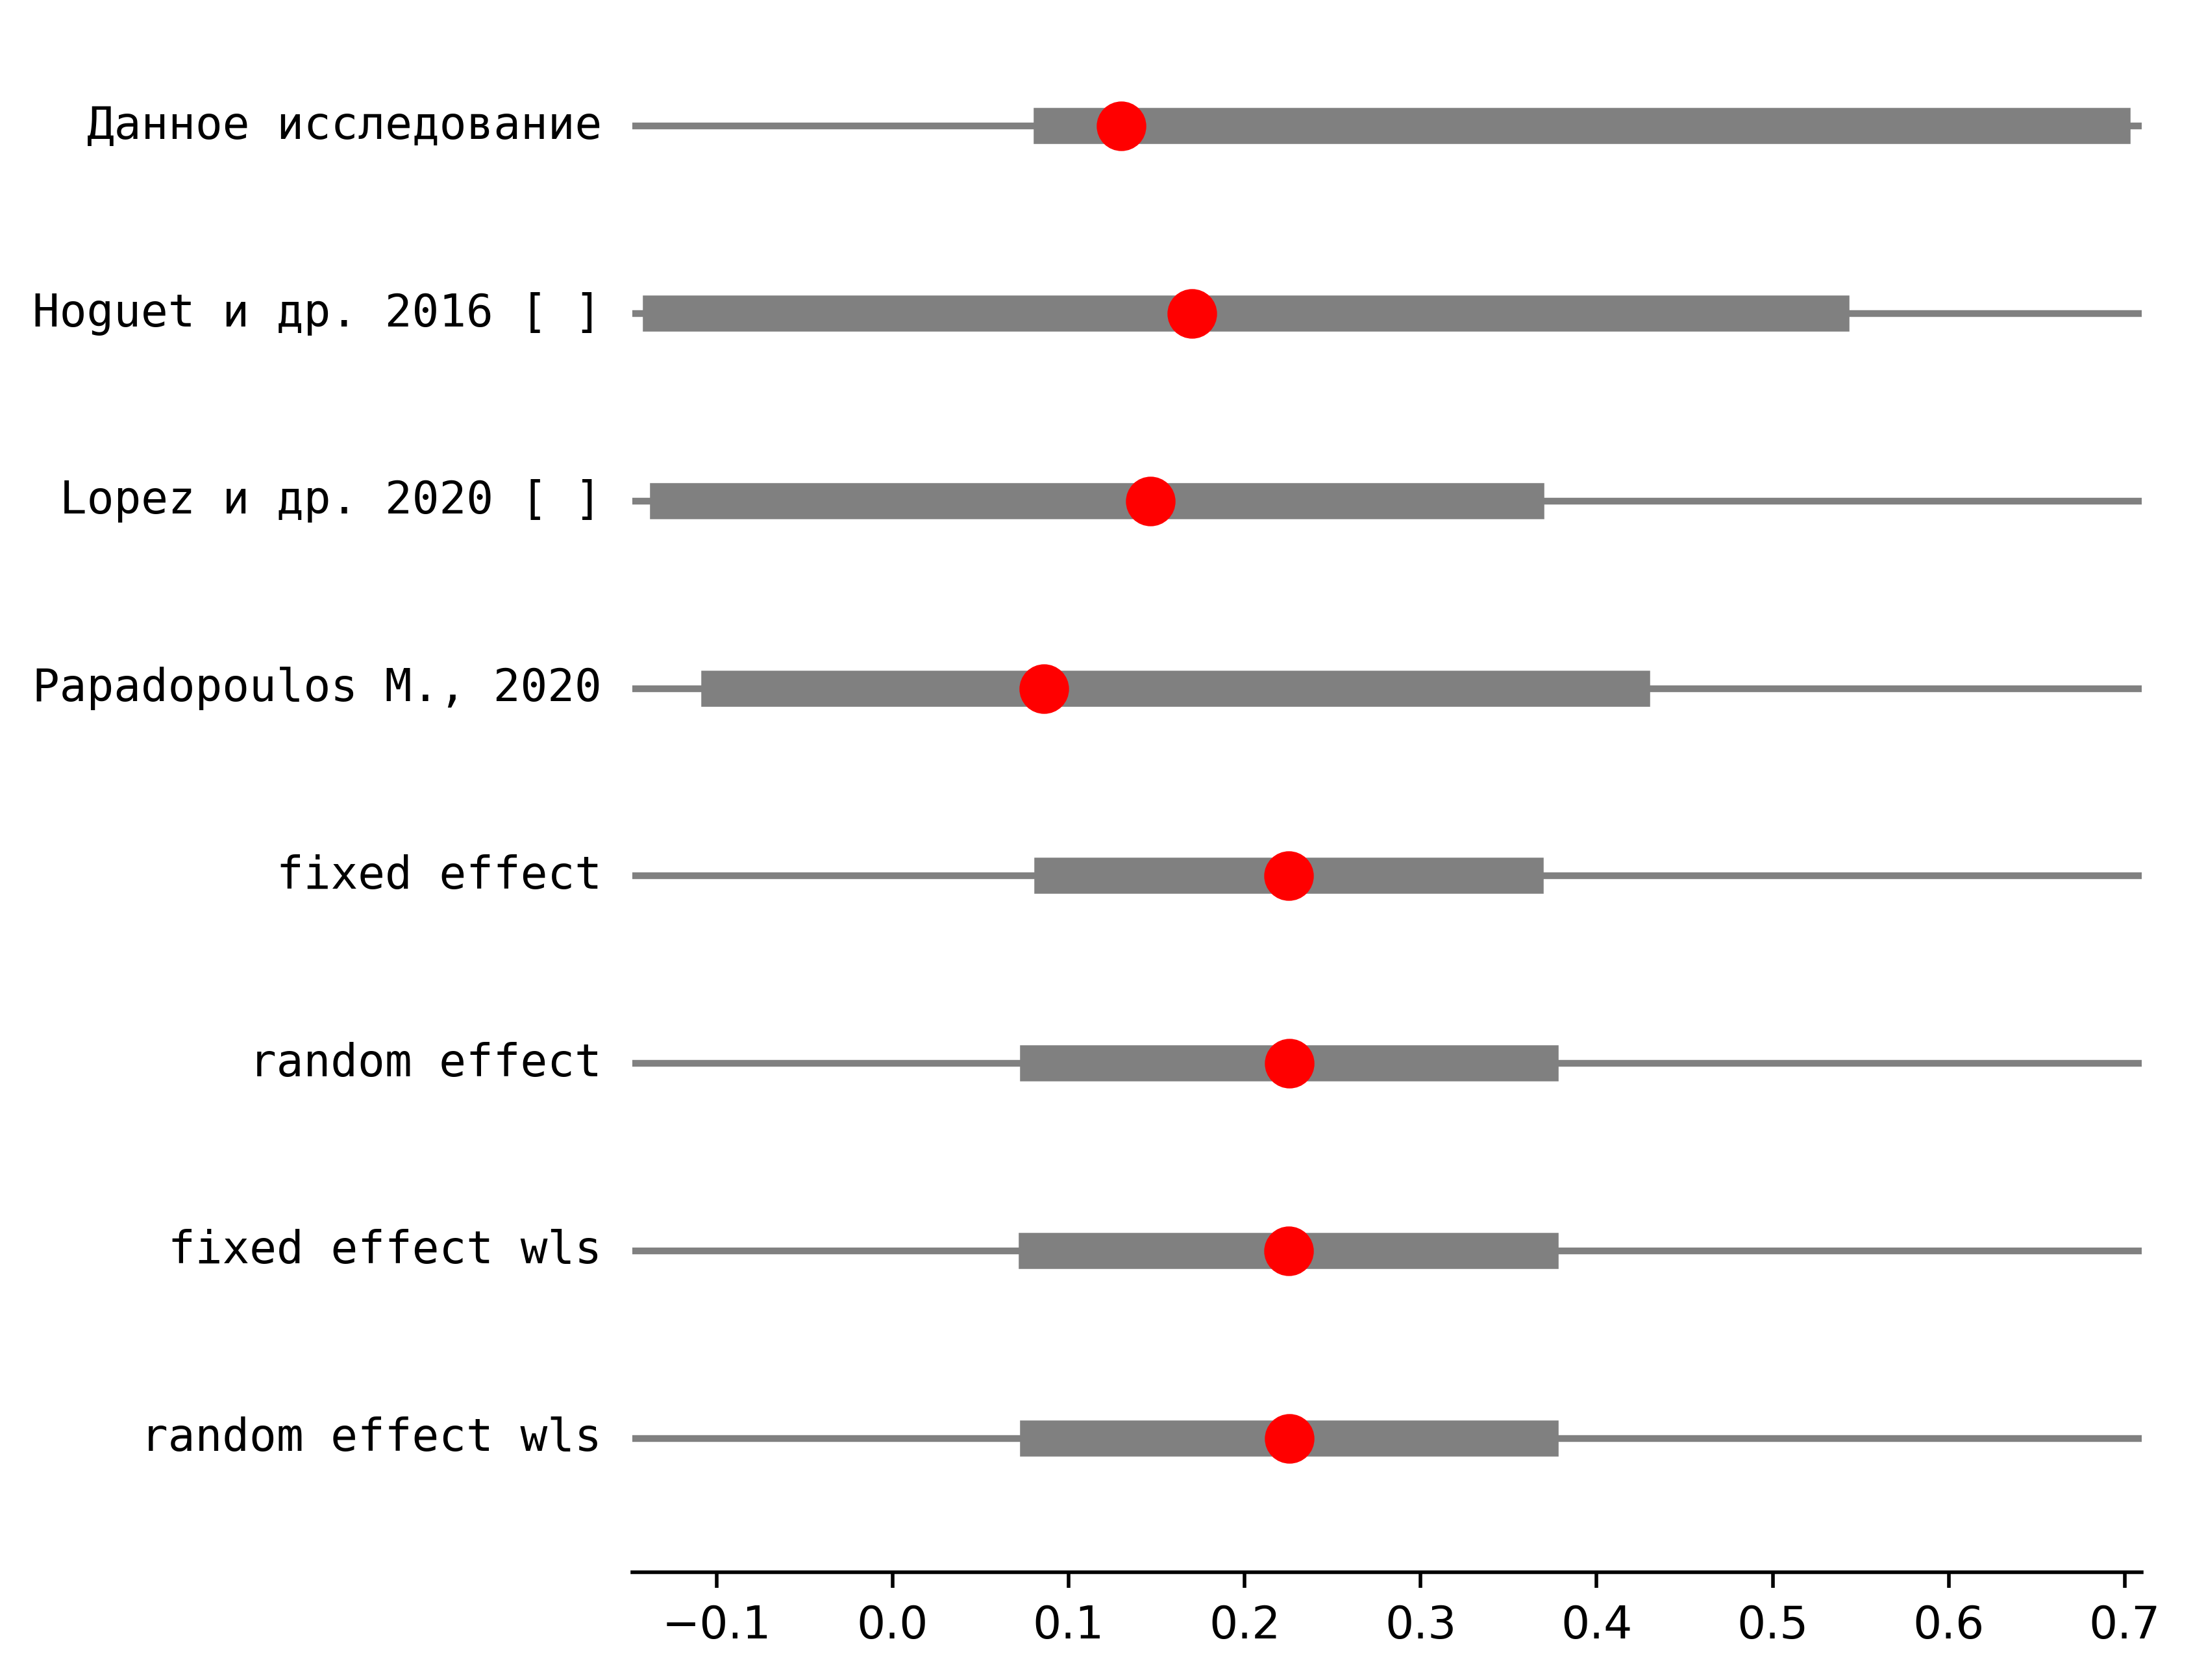 Данное исследование
Hoguet и др. 2016 [ ]
Lopez и др. 2020 [ ]
Papadopoulos M., 2020
fixed effect
random effect
fixed effect wls
random effect wls
−0.1 0.0 0.1 0.2 0.3 0.4 0.5 0.6 0.7